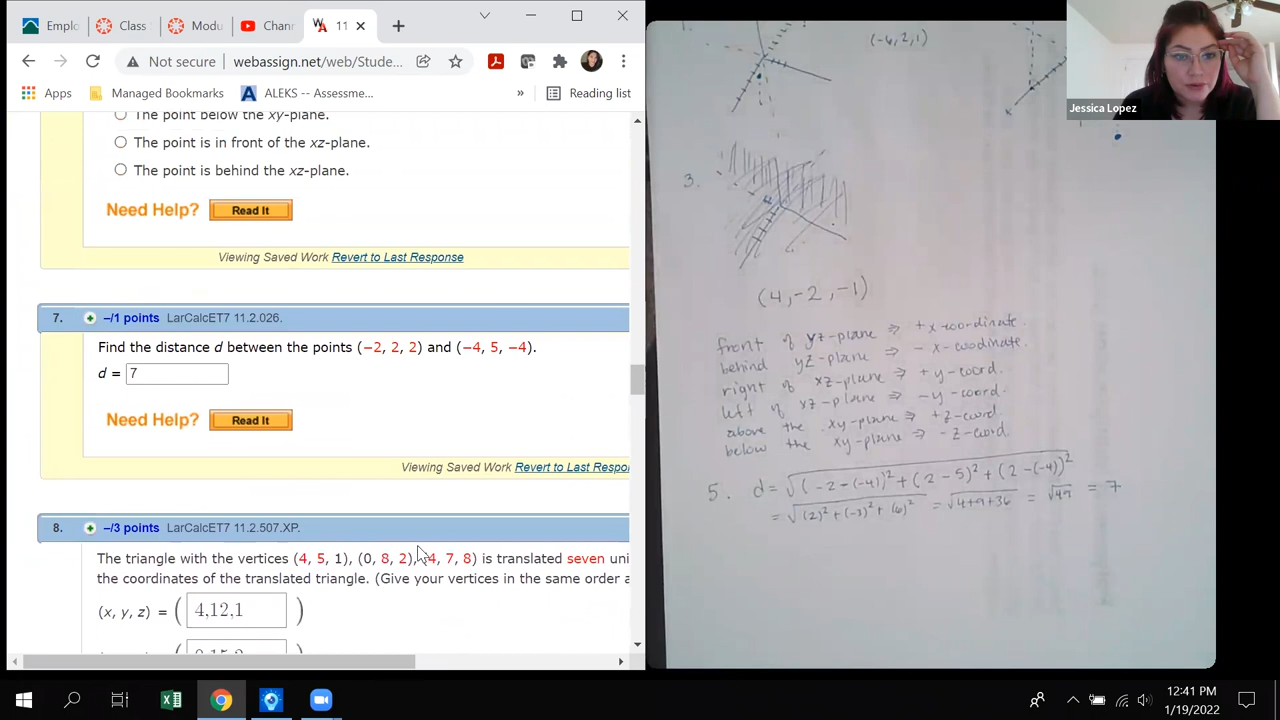 Emplo
Class
Modu
Chanr
11
Not secure
webassign.net/web/Stude...
Apps
Managed Bookmarks
ALEKS -- Assessme...
»
Reading list
The point below the xy-plane.
The point is in front of the xz-plane.
The point is behind the xz-plane.
Need Help? Read It
Viewing Saved Work Revert to Last Response
7. –/1 points LarCalcET7 11.2.026.
Find the distance d between the points (−2, 2, 2) and (−4, 5, −4).
d = 7
Need Help? Read It
Viewing Saved Work Revert to Last Respo
8. –/3 points LarCalcET7 11.2.507.XP.
The triangle with the vertices (4, 5, 1), (0, 8, 2), 4, 7, 8) is translated seven uni
the coordinates of the translated triangle. (Give your vertices in the same order a
(x, y, z) = ( 4,12,1 )
(-6,2,1)
3.
(4,-2,-1)
front of yz-plane ⇒ +x-coordinate.
behind yz-plane ⇒ -x-coodinate.
right of xz-plane ⇒ +y-coord.
left of xz-plane ⇒ -y-coord.
above the xy-plane ⇒ +z-coord.
below the xy-plane ⇒ -z-coord.
5. d = √(-2-(-4))²+(2-5)²+(2-(-4))²
= √(2)²+(-3)²+(6)² = √4+9+36 = √49 = 7
Jessica Lopez
12:41 PM
1/19/2022